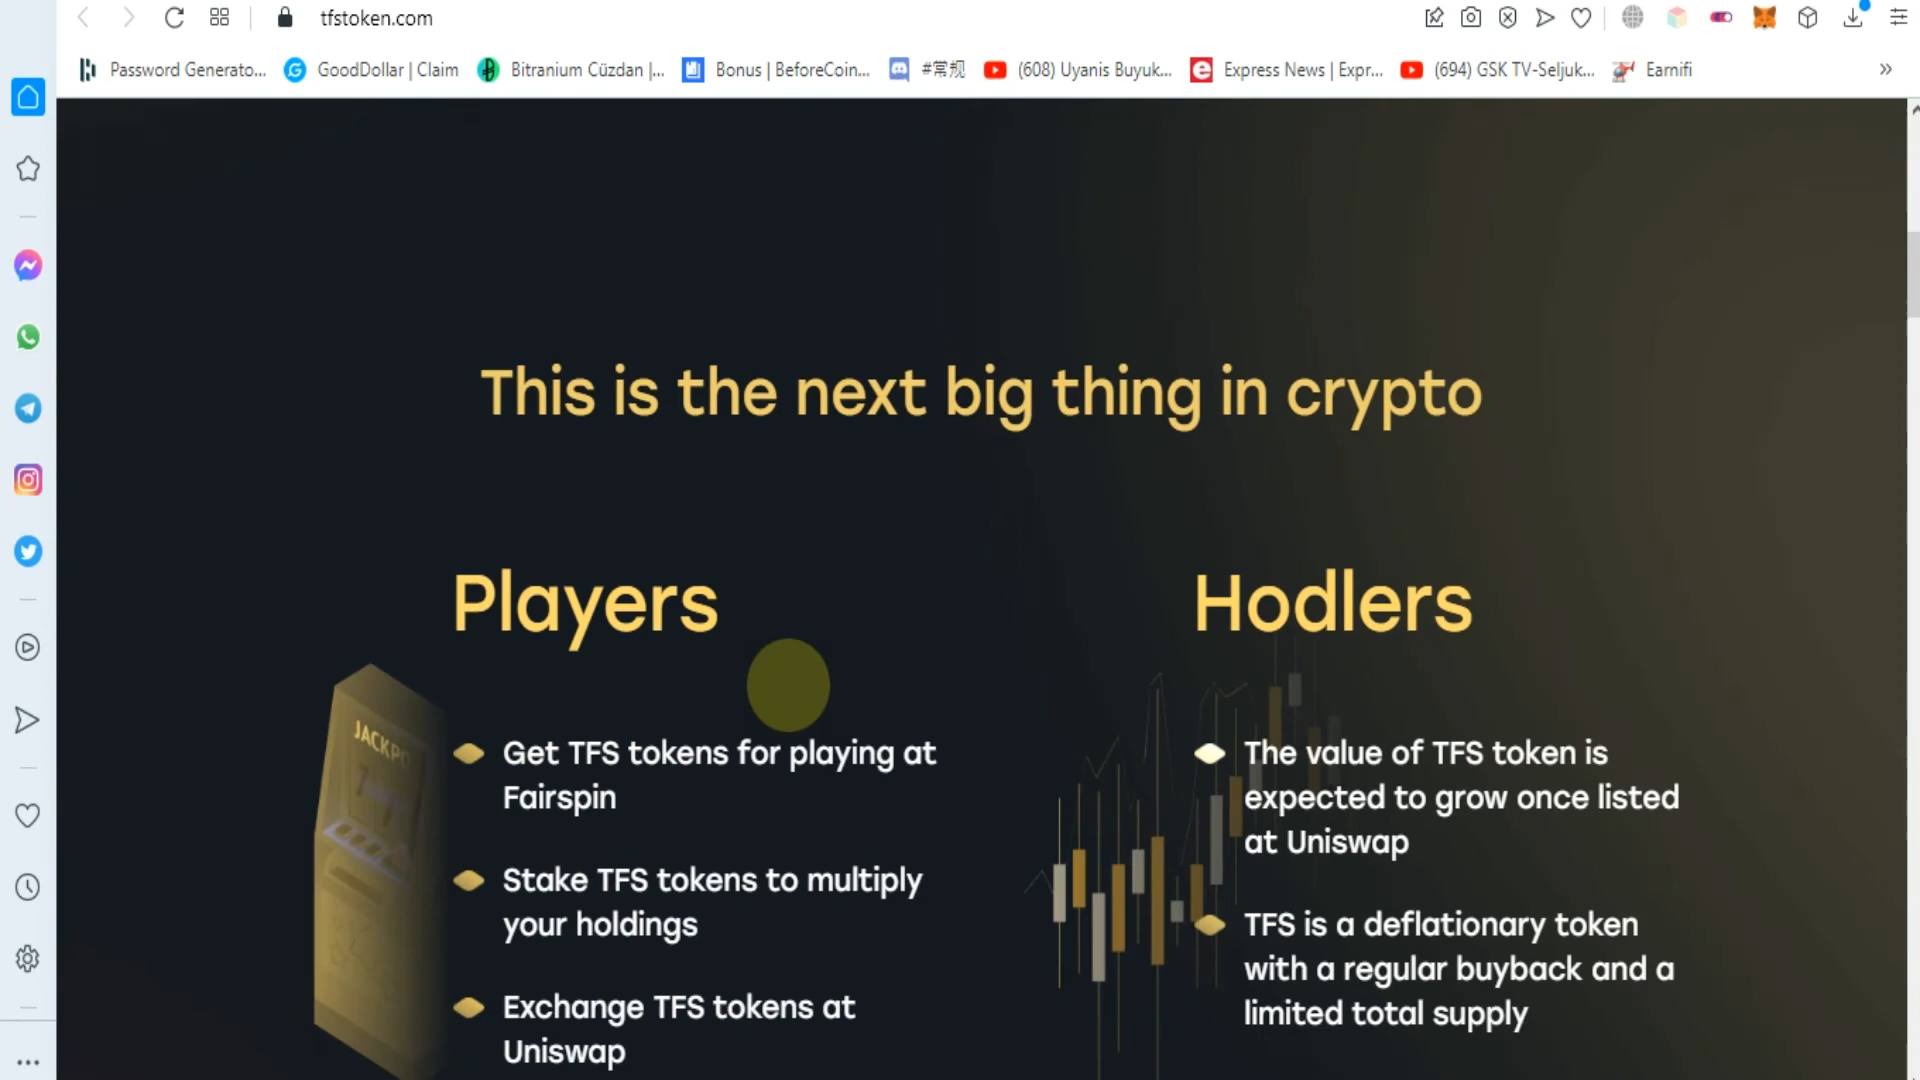 tfstoken.com
Password Generato...
GoodDollar | Claim
Bitranium Cüzdan |...
Bonus | BeforeCoin...
#常规
(608) Uyanis Buyuk...
Express News | Expr...
(694) GSK TV-Seljuk...
Earnifi
This is the next big thing in crypto
Players
JACKPO
Get TFS tokens for playing at
Fairspin
Stake TFS tokens to multiply
your holdings
Exchange TFS tokens at
Uniswap
Hodlers
The value of TFS token is
expected to grow once listed
at Uniswap
TFS is a deflationary token
with a regular buyback and a
limited total supply